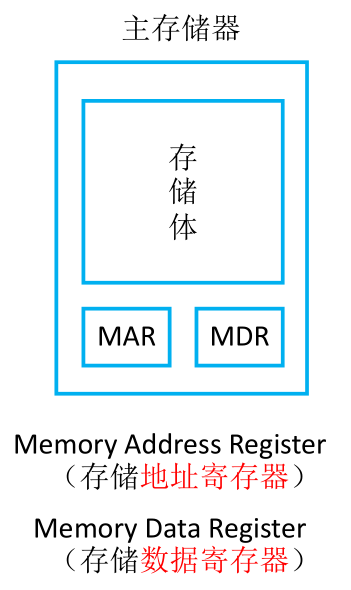 主存储器
存
储
体
MAR
MDR
Memory Address Register
（存储地址寄存器）
Memory Data Register
（存储数据寄存器）